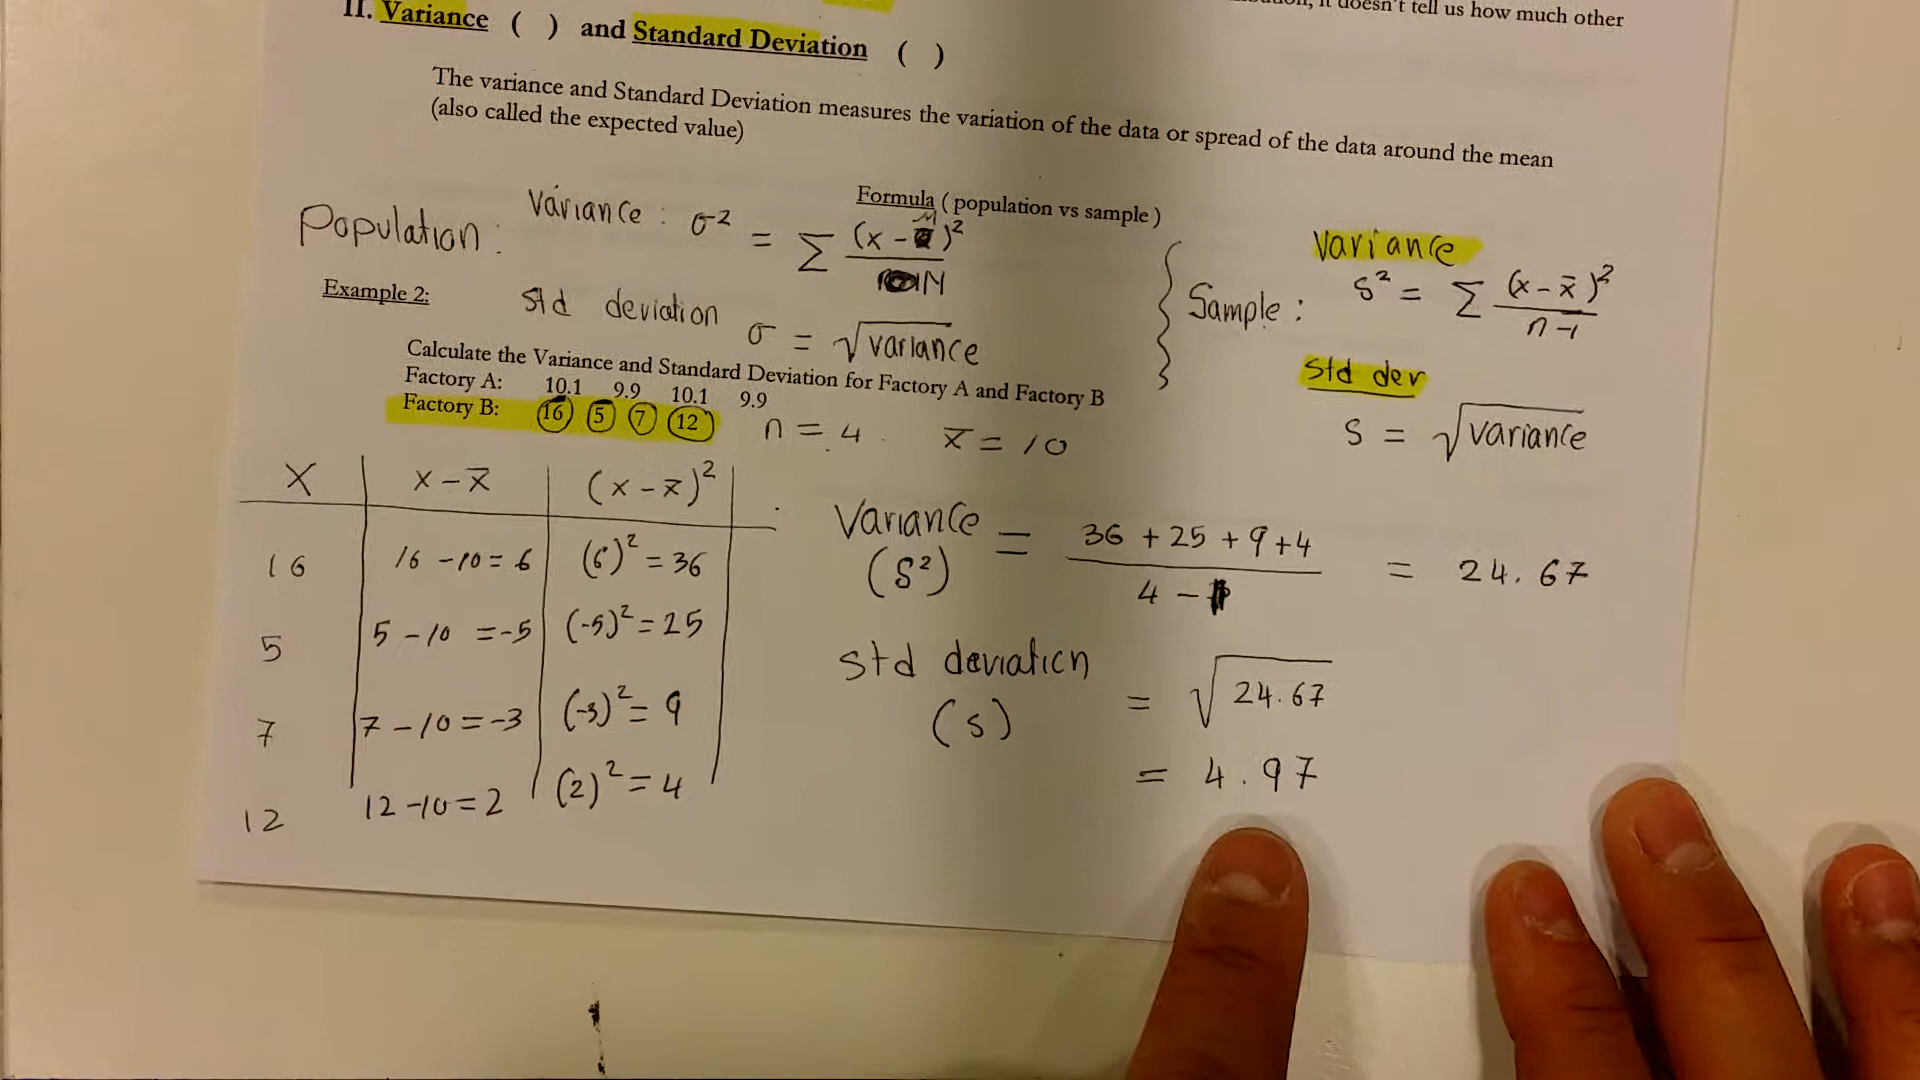 ution, it doesn't tell us how much other
II. Variance ( ) and Standard Deviation ( )
The variance and Standard Deviation measures the variation of the data or spread of the data around the mean
(also called the expected value)
Formula ( population vs sample )
Population: Variance: σ² = Σ (x - μ)² / N
std deviation σ = √variance
Sample:
Variance
s² = Σ (x - x̄)² / n-1
std dev
s = √variance
Example 2:
Calculate the Variance and Standard Deviation for Factory A and Factory B
Factory A: 10.1 9.9 10.1 9.9
Factory B: 16 5 7 12 n = 4 x̄ = 10
X | x - x̄ | (x - x̄)²
16 | 16 - 10 = 6 | (6)² = 36
5 | 5 - 10 = -5 | (-5)² = 25
7 | 7 - 10 = -3 | (-3)² = 9
12 | 12 - 10 = 2 | (2)² = 4
Variance (S²) = 36 + 25 + 9 + 4 / 4 - 1 = 24.67
std deviation (s) = √24.67
= 4.97